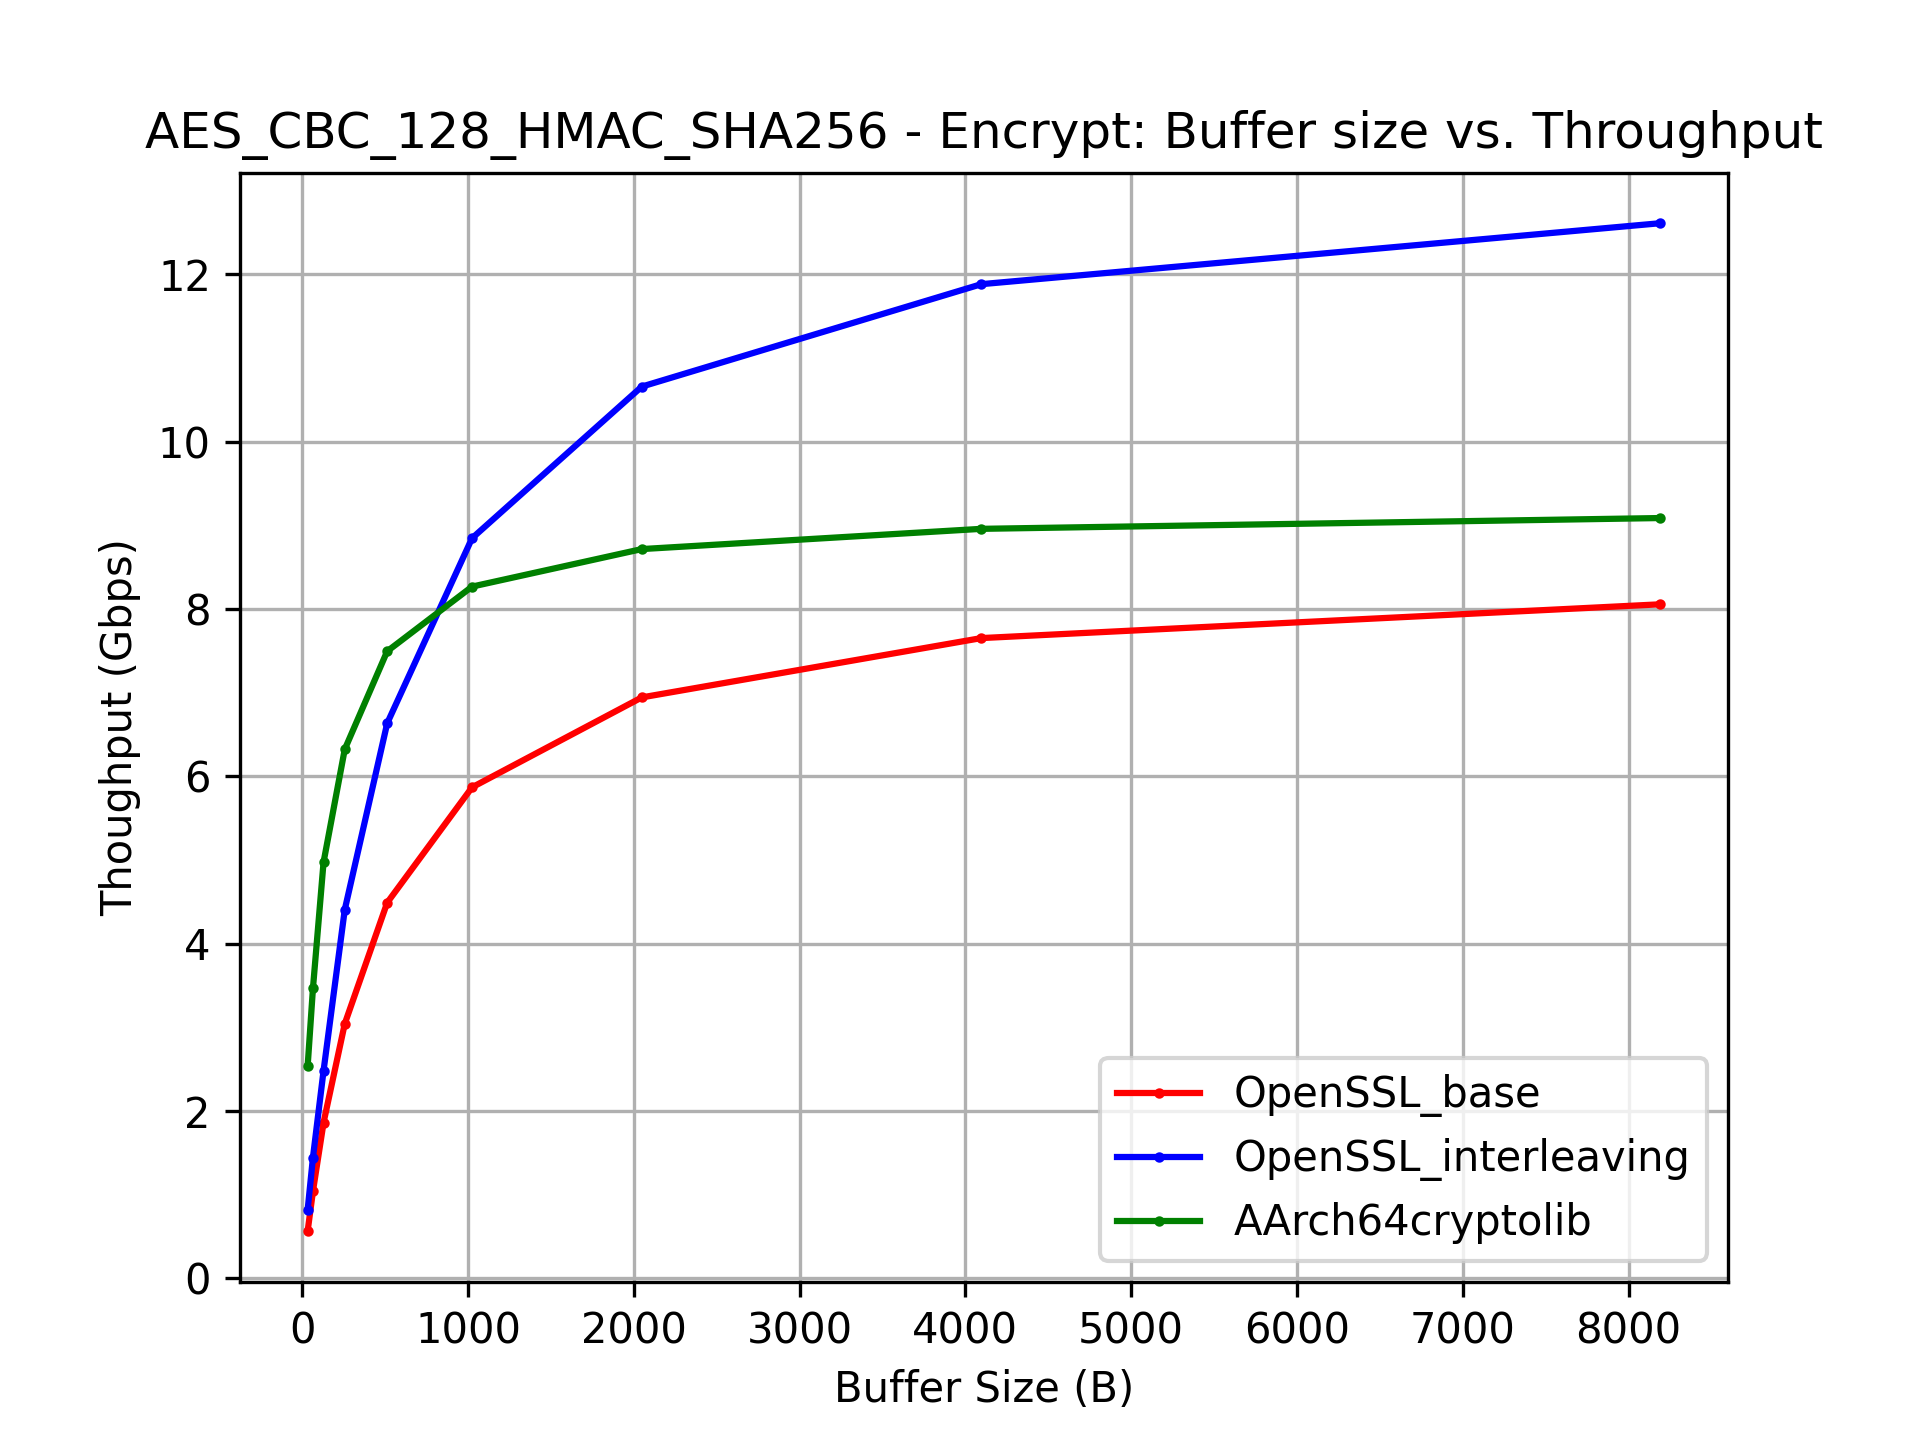 AES_CBC_128_HMAC_SHA256 - Encrypt: Buffer size vs. Throughput
Thoughput (Gbps)
12
10
8
6
4
2
0
OpenSSL_base
OpenSSL_interleaving
AArch64cryptolib
0 1000 2000 3000 4000 5000 6000 7000 8000
Buffer Size (B)